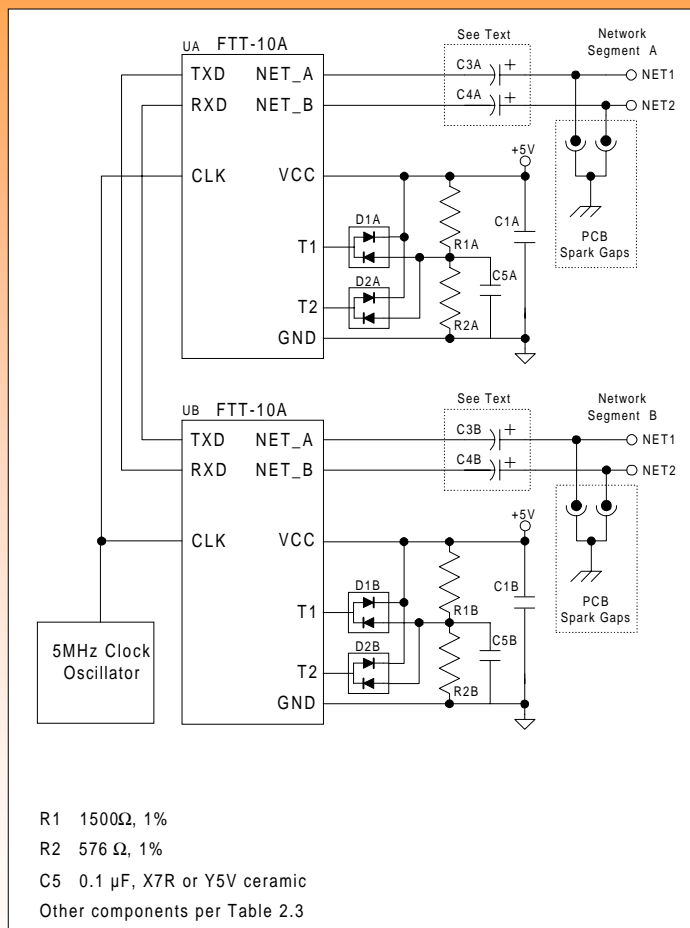 UA FTT-10A
See Text
Network
Segment A
TXD NET_A
C3A + NET1
RXD NET_B
C4A + NET2
CLK VCC
+5V
D1A
R1A
C1A
PCB
Spark Gaps
T1
C5A
D2A
T2
R2A
GND
UB FTT-10A
See Text
Network
Segment B
TXD NET_A
C3B + NET1
RXD NET_B
C4B + NET2
CLK VCC
+5V
D1B
R1B
C1B
PCB
Spark Gaps
T1
C5B
D2B
T2
R2B
GND
5MHz Clock
Oscillator
R1 1500Ω, 1%
R2 576 Ω, 1%
C5 0.1 µF, X7R or Y5V ceramic
Other components per Table 2.3